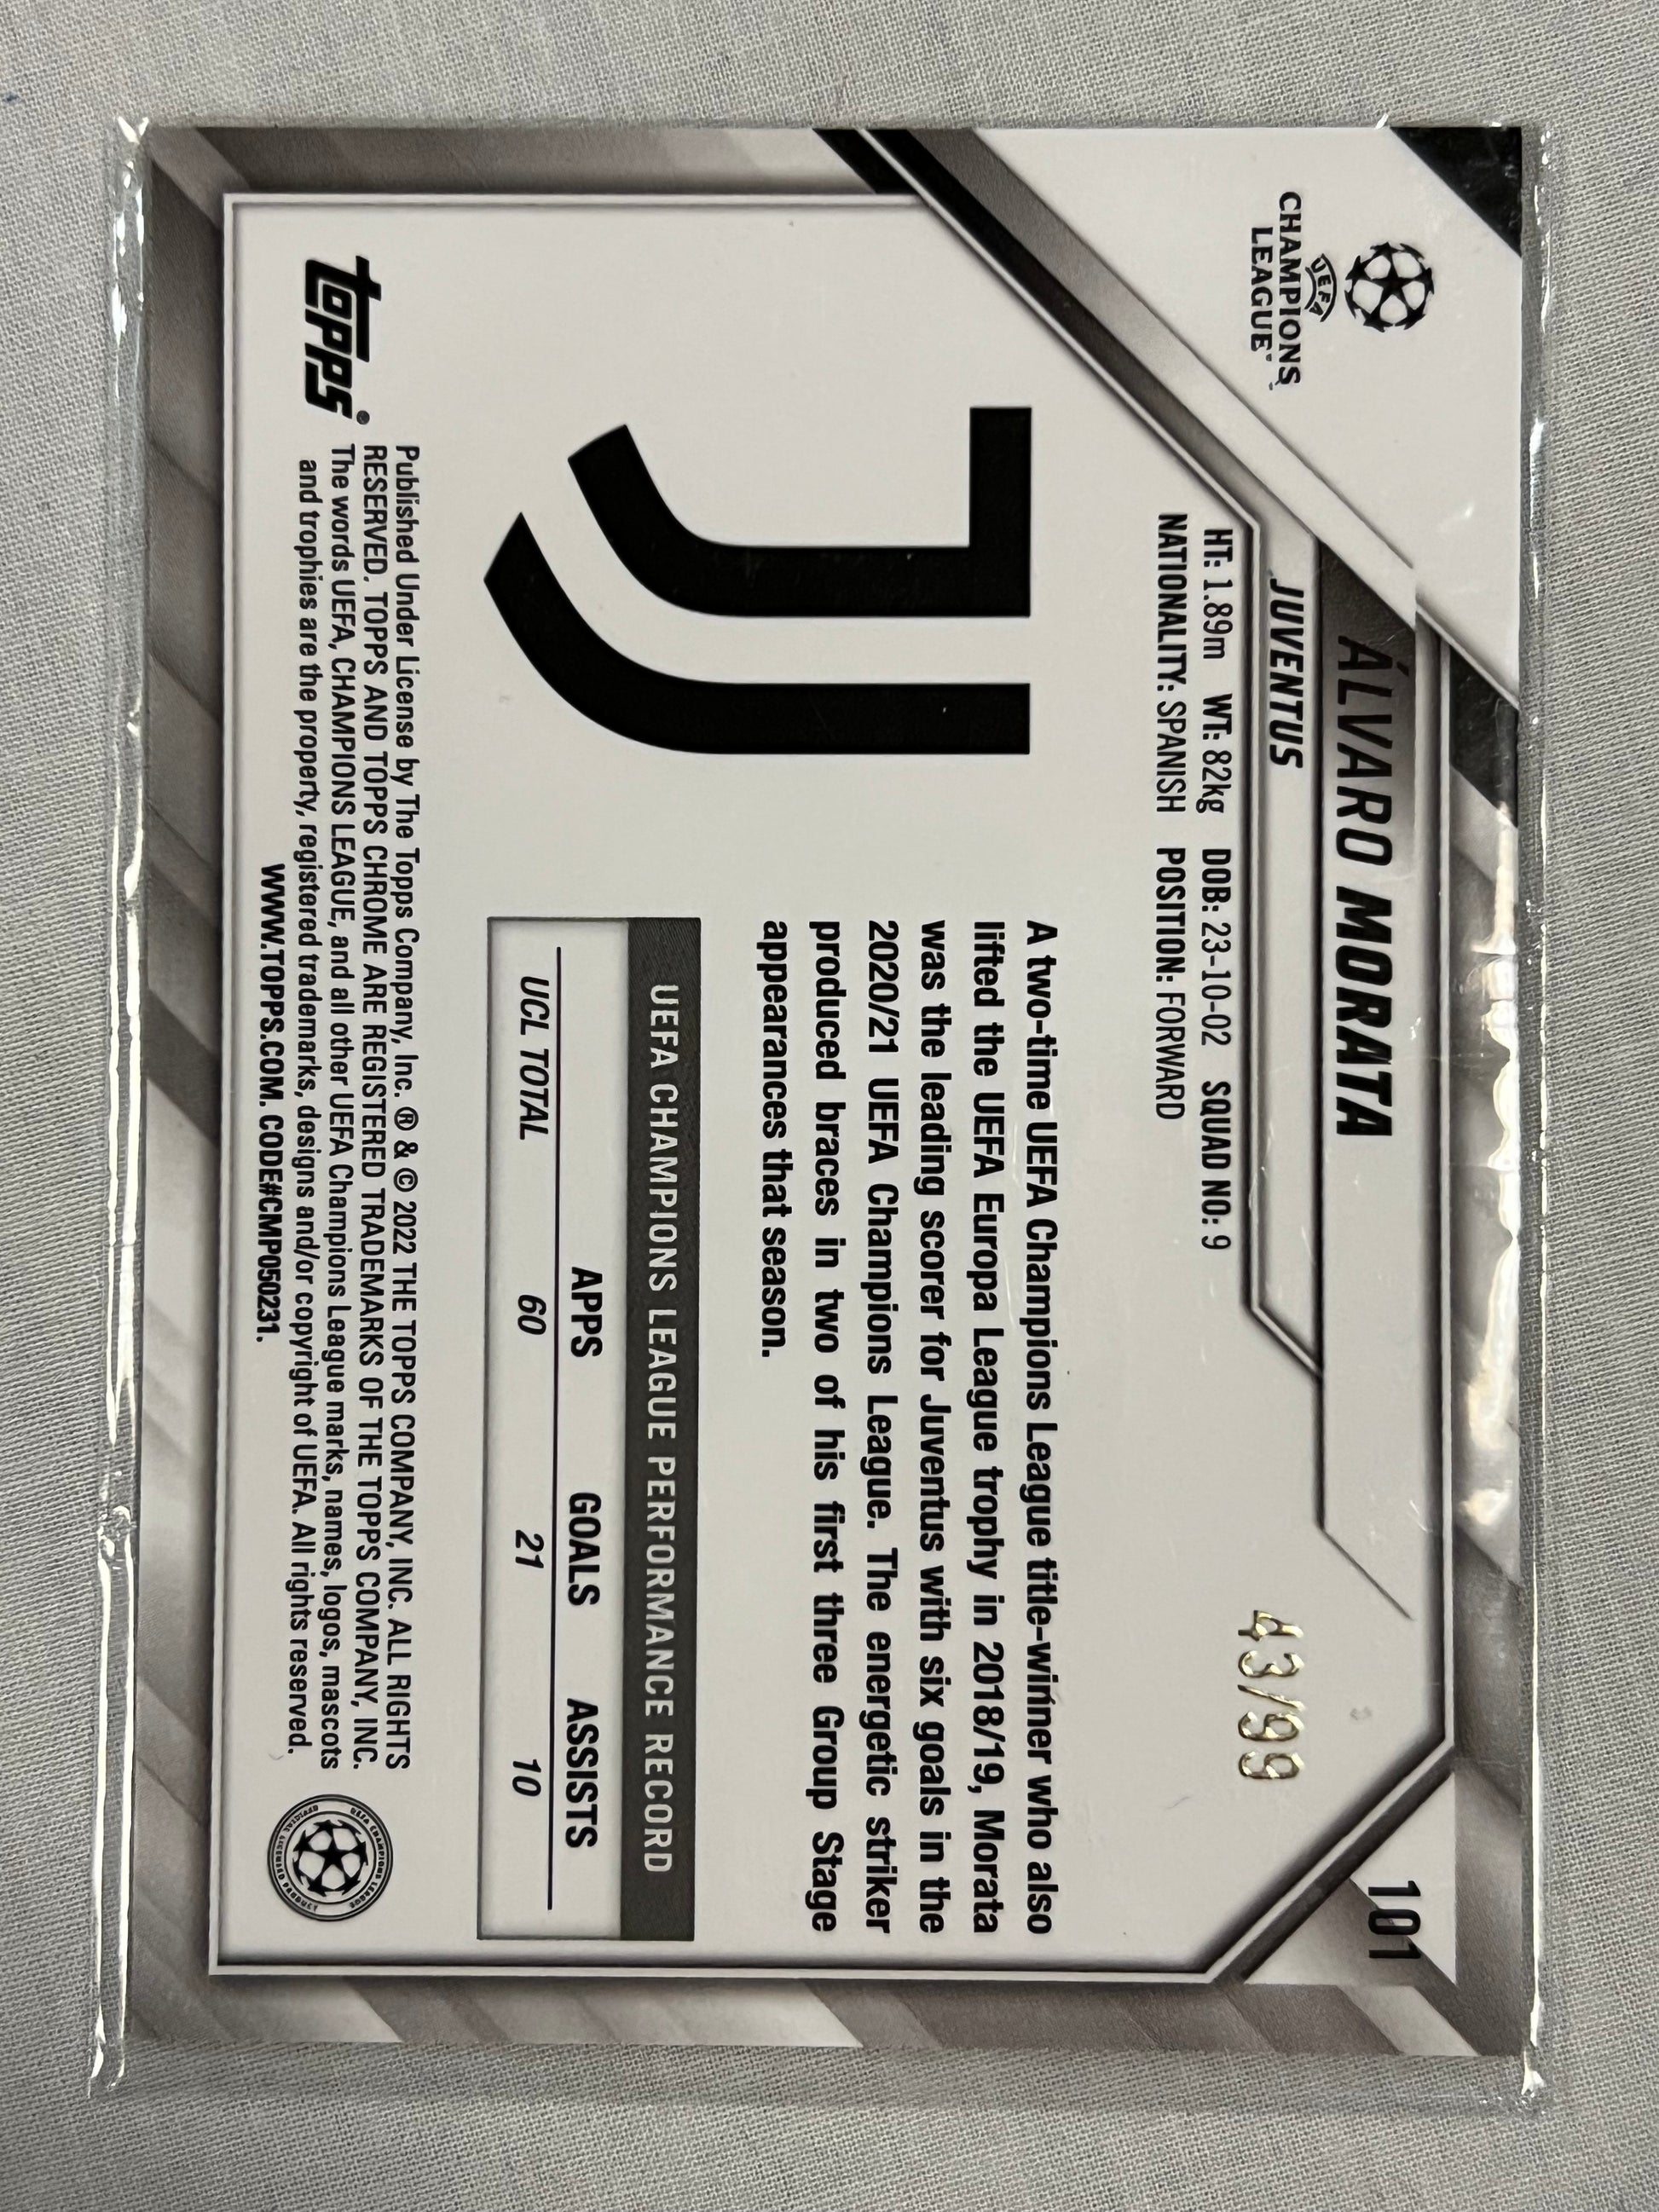 UEFA
CHAMPIONS
LEAGUE
ÁLVARO MORATA
101
JUVENTUS
43/99
HT: 1.89m WT: 82kg DOB: 23-10-02 SQUAD NO: 9
NATIONALITY: SPANISH POSITION: FORWARD
A two-time UEFA Champions League title-winner who also
lifted the UEFA Europa League trophy in 2018/19, Morata
was the leading scorer for Juventus with six goals in the
2020/21 UEFA Champions League. The energetic striker
produced braces in two of his first three Group Stage
appearances that season.
UEFA CHAMPIONS LEAGUE PERFORMANCE RECORD
APPS GOALS ASSISTS
UCL TOTAL 60 21 10
topps®
Published Under License by The Topps Company, Inc. ® & © 2022 THE TOPPS COMPANY, INC. ALL RIGHTS
RESERVED. TOPPS AND TOPPS CHROME ARE REGISTERED TRADEMARKS OF THE TOPPS COMPANY, INC.
The words UEFA, CHAMPIONS LEAGUE, and all other UEFA Champions League marks, names, logos, mascots
and trophies are the property, registered trademarks, designs and/or copyright of UEFA. All rights reserved.
WWW.TOPPS.COM. CODE#CMP050231.
UEFA CHAMPIONS LEAGUE
OFFICIAL LICENSED PRODUCT